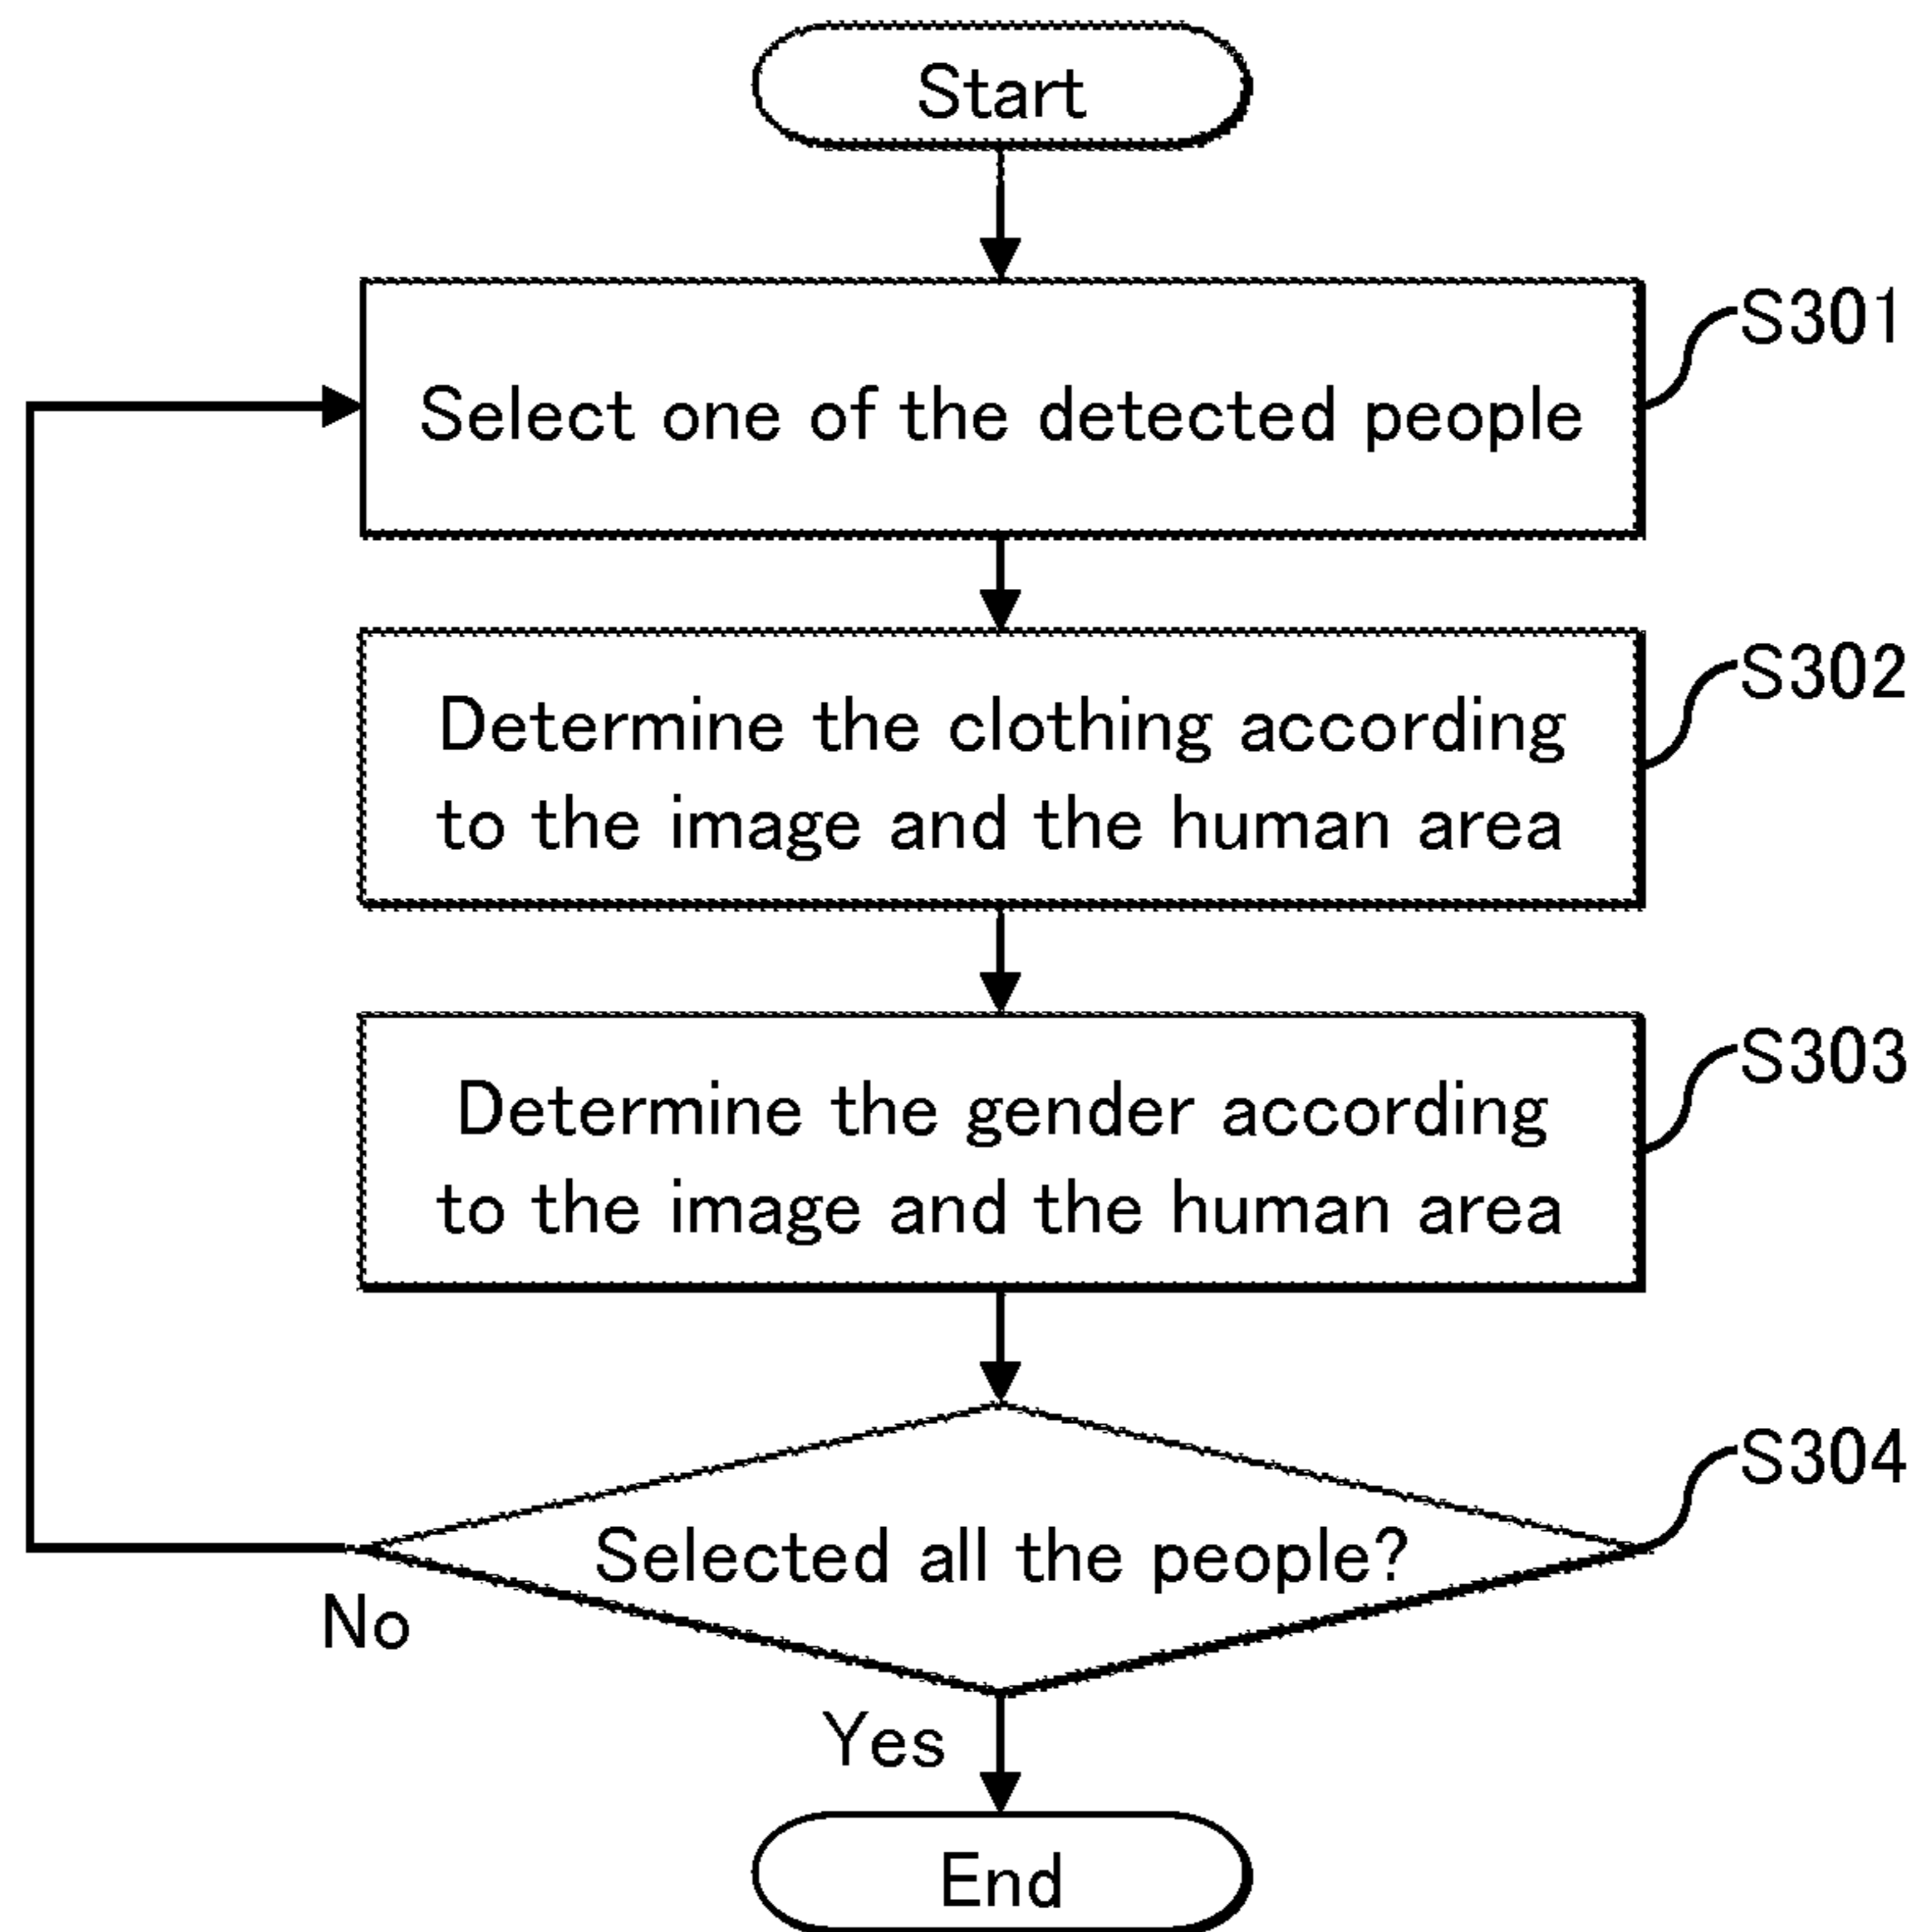 Start
S301
Select one of the detected people
S302
Determine the clothing according
to the image and the human area
S303
Determine the gender according
to the image and the human area
S304
Selected all the people?
No
Yes
End